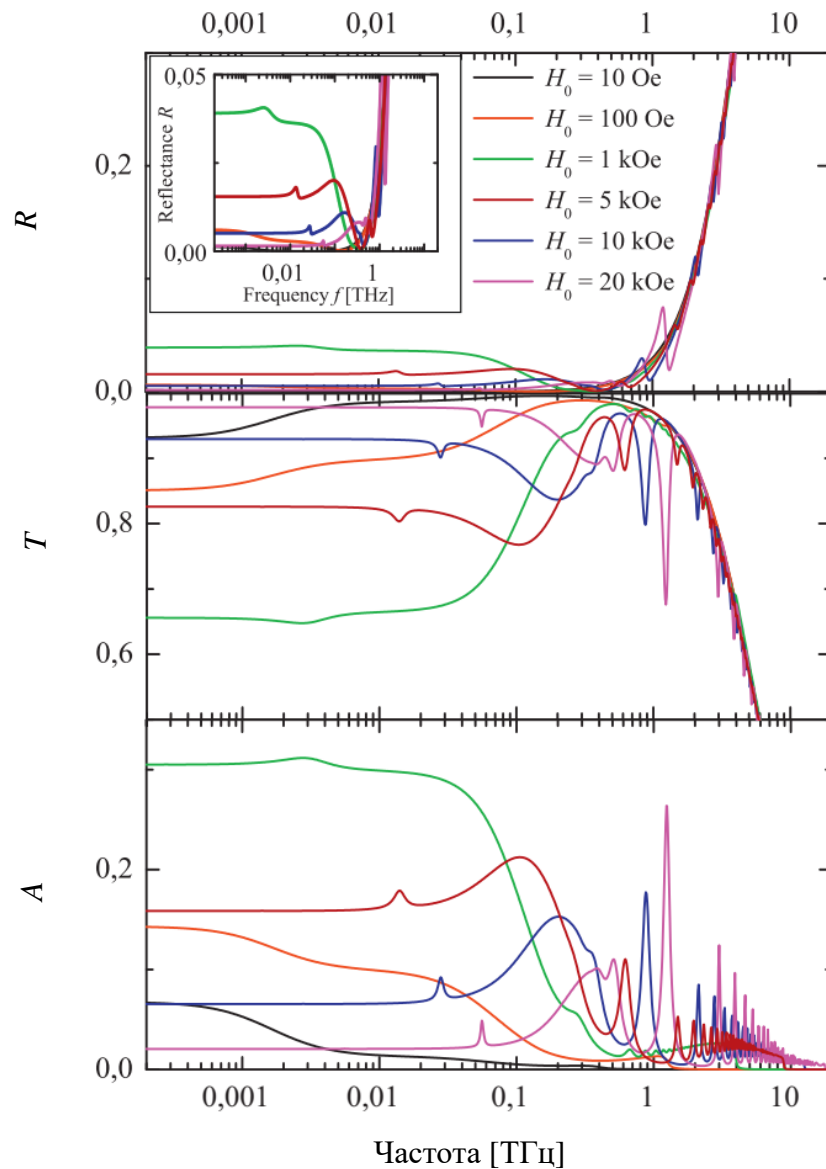 0,001 0,01 0,1 1 10
R
0,2
0,0
0,05
0,00
Reflectance R
0,01 1
Frequency f [THz]
H₀ = 10 Oe
H₀ = 100 Oe
H₀ = 1 kOe
H₀ = 5 kOe
H₀ = 10 kOe
H₀ = 20 kOe
T
0,8
0,6
A
0,2
0,0
0,001 0,01 0,1 1 10
Частота [ТГц]